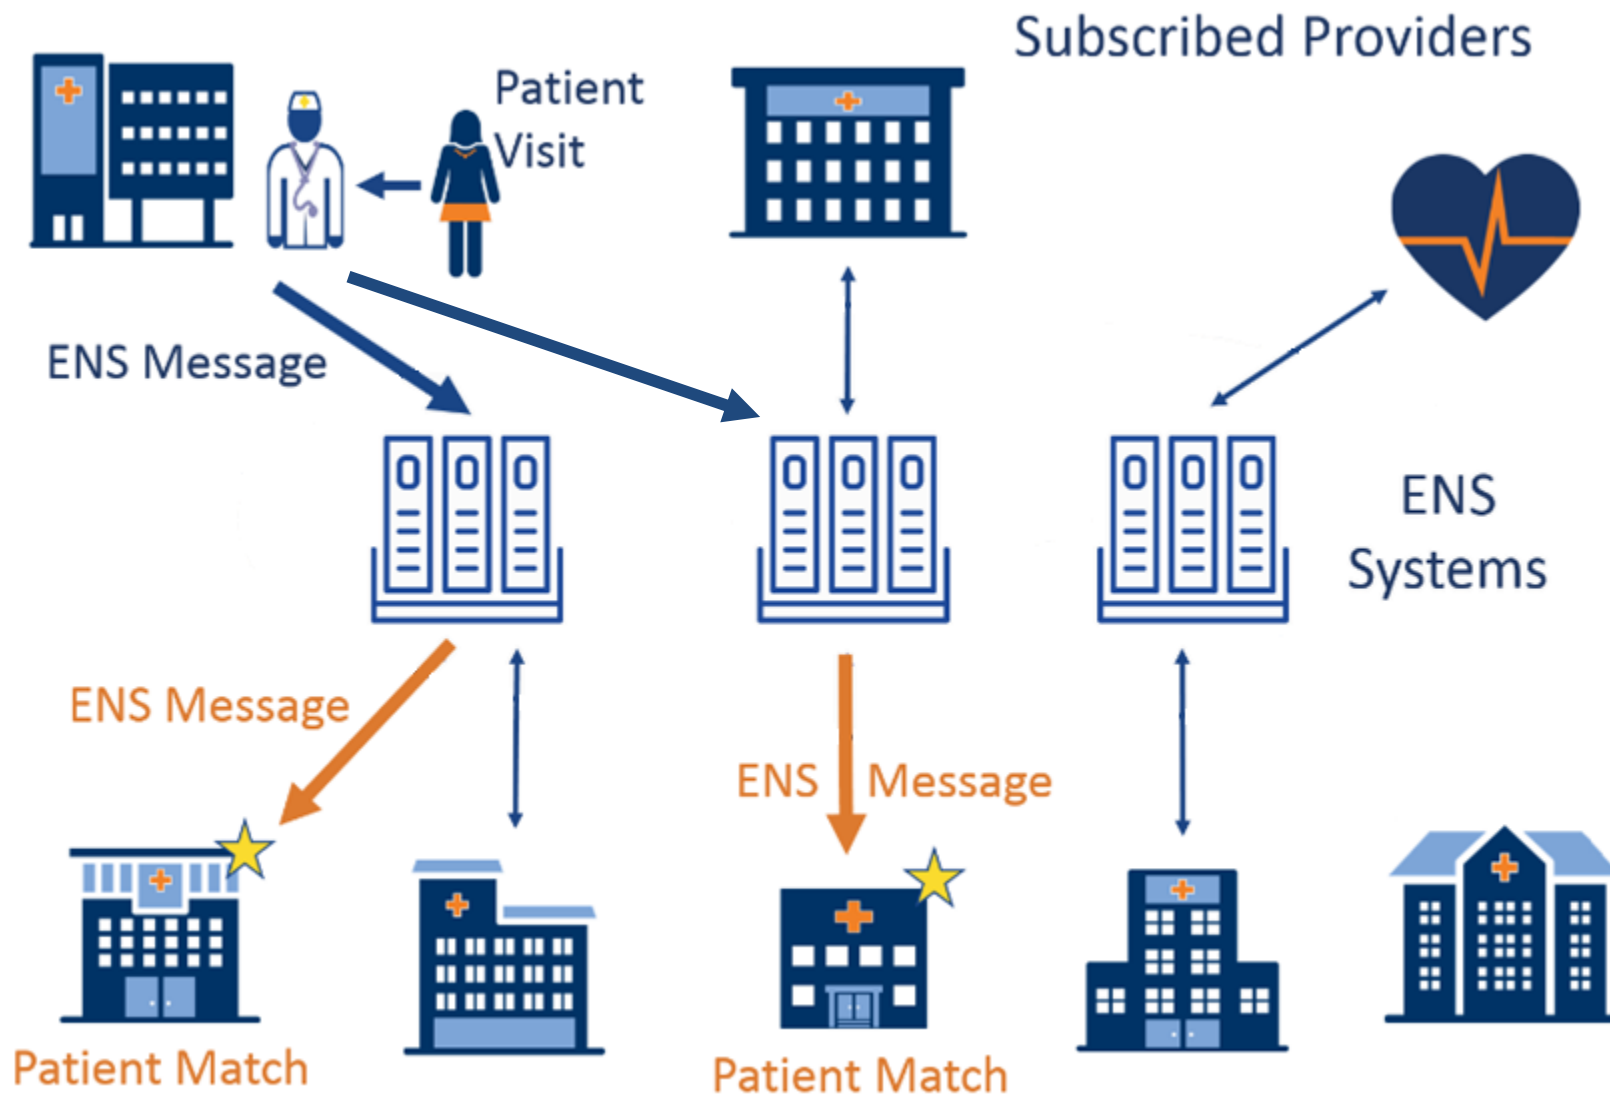 Subscribed Providers
Patient
Visit
ENS Message
ENS
Systems
ENS Message
ENS Message
Patient Match
Patient Match